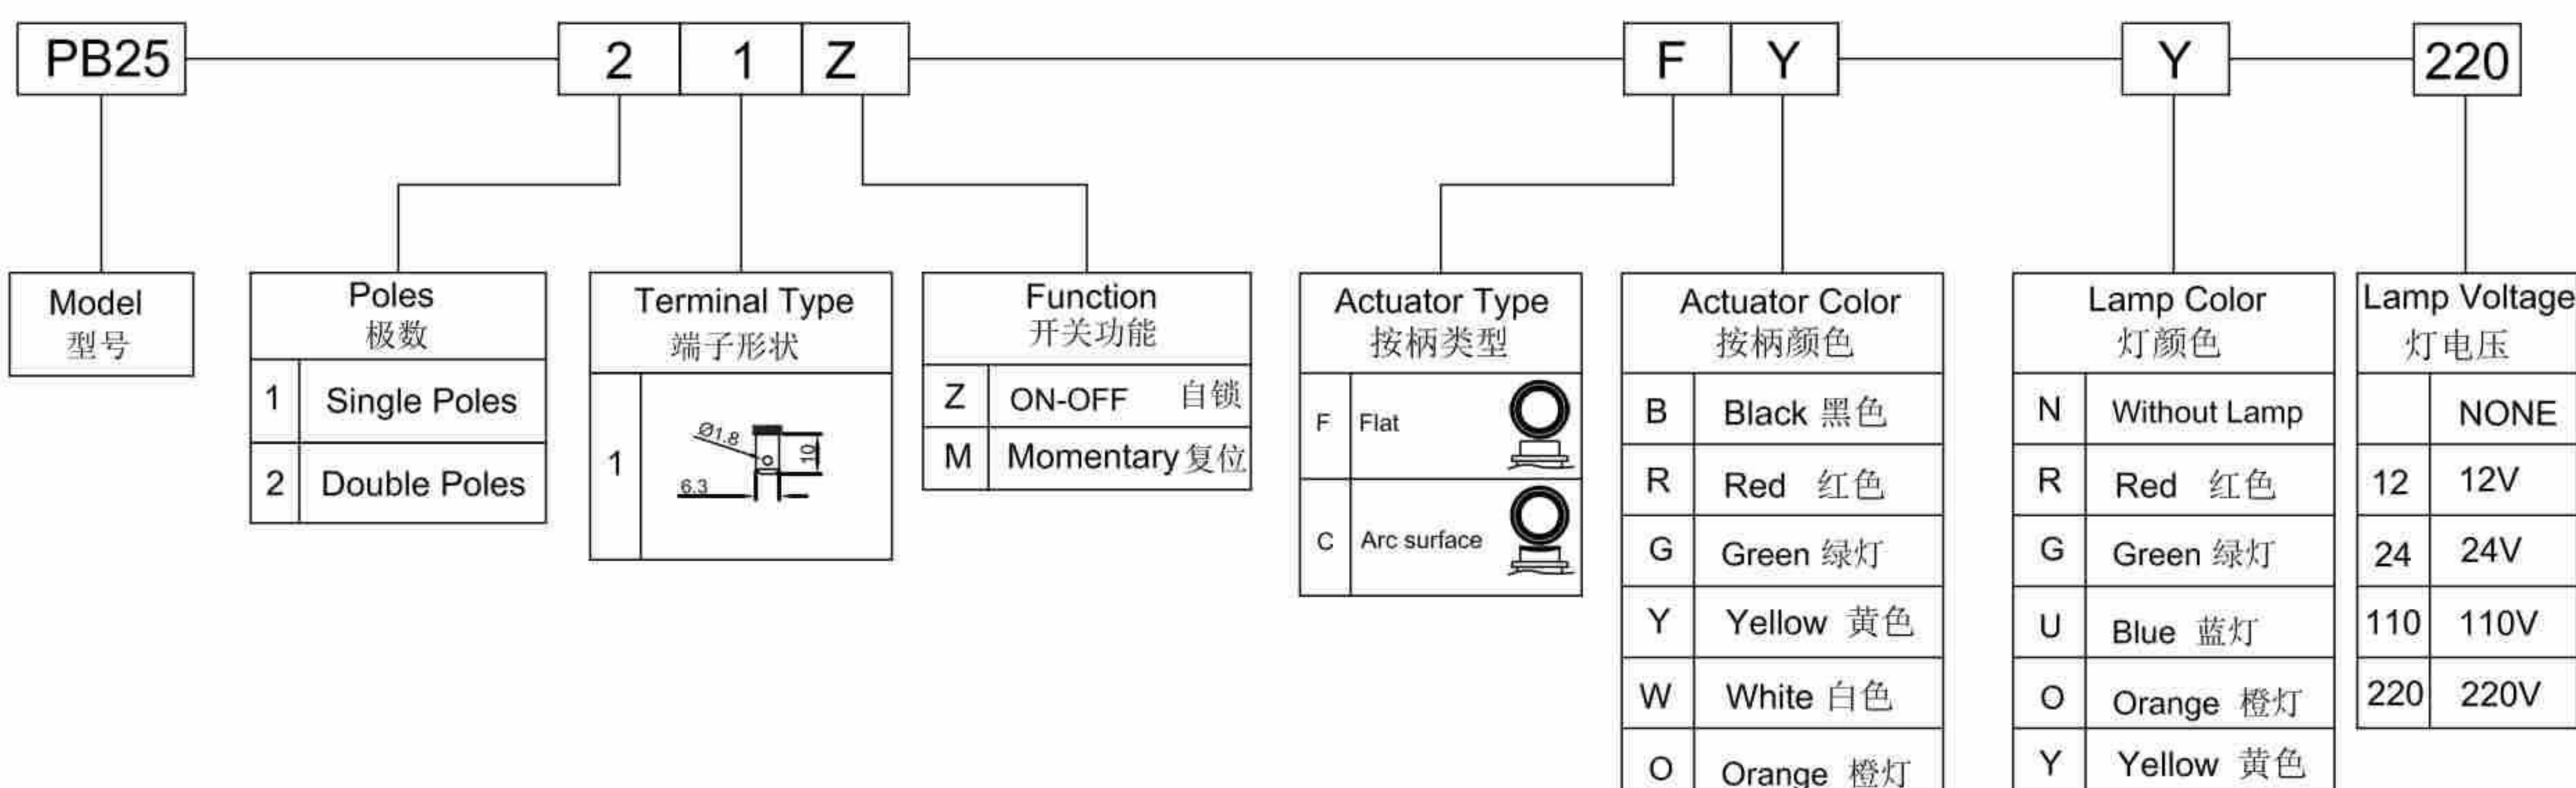 PB25 2 1 Z F Y Y 220
Model
型号
Poles
极数
1 Single Poles
2 Double Poles
Terminal Type
端子形状
1 Ø1.8 10 6.3
Function
开关功能
Z ON-OFF 自锁
M Momentary 复位
Actuator Type
按柄类型
F Flat
C Arc surface
Actuator Color
按柄颜色
B Black 黑色
R Red 红色
G Green 绿灯
Y Yellow 黄色
W White 白色
O Orange 橙灯
Lamp Color
灯颜色
N Without Lamp
R Red 红色
G Green 绿灯
U Blue 蓝灯
O Orange 橙灯
Y Yellow 黄色
Lamp Voltage
灯电压
NONE
12 12V
24 24V
110 110V
220 220V